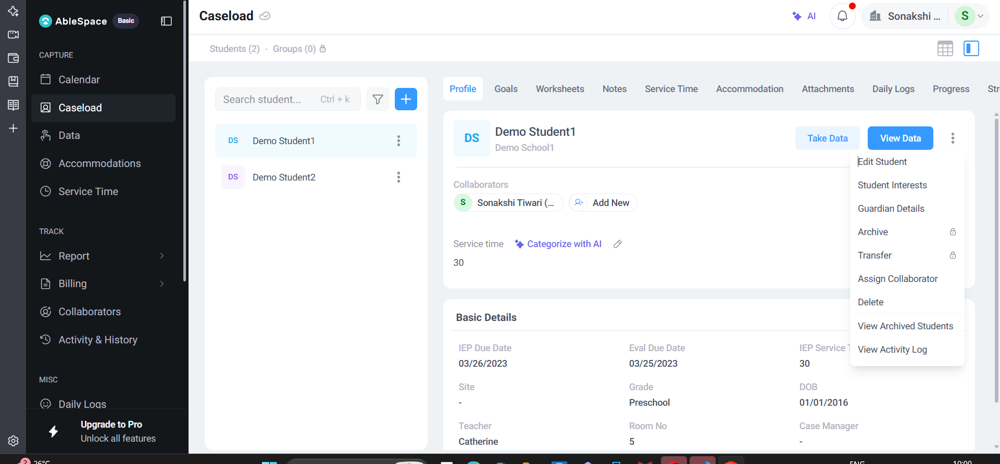 AbleSpace Basic
CAPTURE
Calendar
Caseload
Data
Accommodations
Service Time
TRACK
Report
Billing
Collaborators
Activity & History
MISC
Daily Logs
Upgrade to Pro
Unlock all features
Caseload
AI
Sonakshi ...
S
Students (2) - Groups (0)
Search student... Ctrl + k
DS Demo Student1
DS Demo Student2
Profile Goals Worksheets Notes Service Time Accommodation Attachments Daily Logs Progress Str
DS
Demo Student1
Demo School1
Take Data View Data
Collaborators
S Sonakshi Tiwari (... Add New
Service time Categorize with AI
30
Edit Student
Student Interests
Guardian Details
Archive
Transfer
Assign Collaborator
Delete
View Archived Students
View Activity Log
Basic Details
IEP Due Date Eval Due Date IEP Service T
03/26/2023 03/25/2023 30
Site Grade DOB
- Preschool 01/01/2016
Teacher Room No Case Manager
Catherine 5 -
2 26°C ENG 10:00